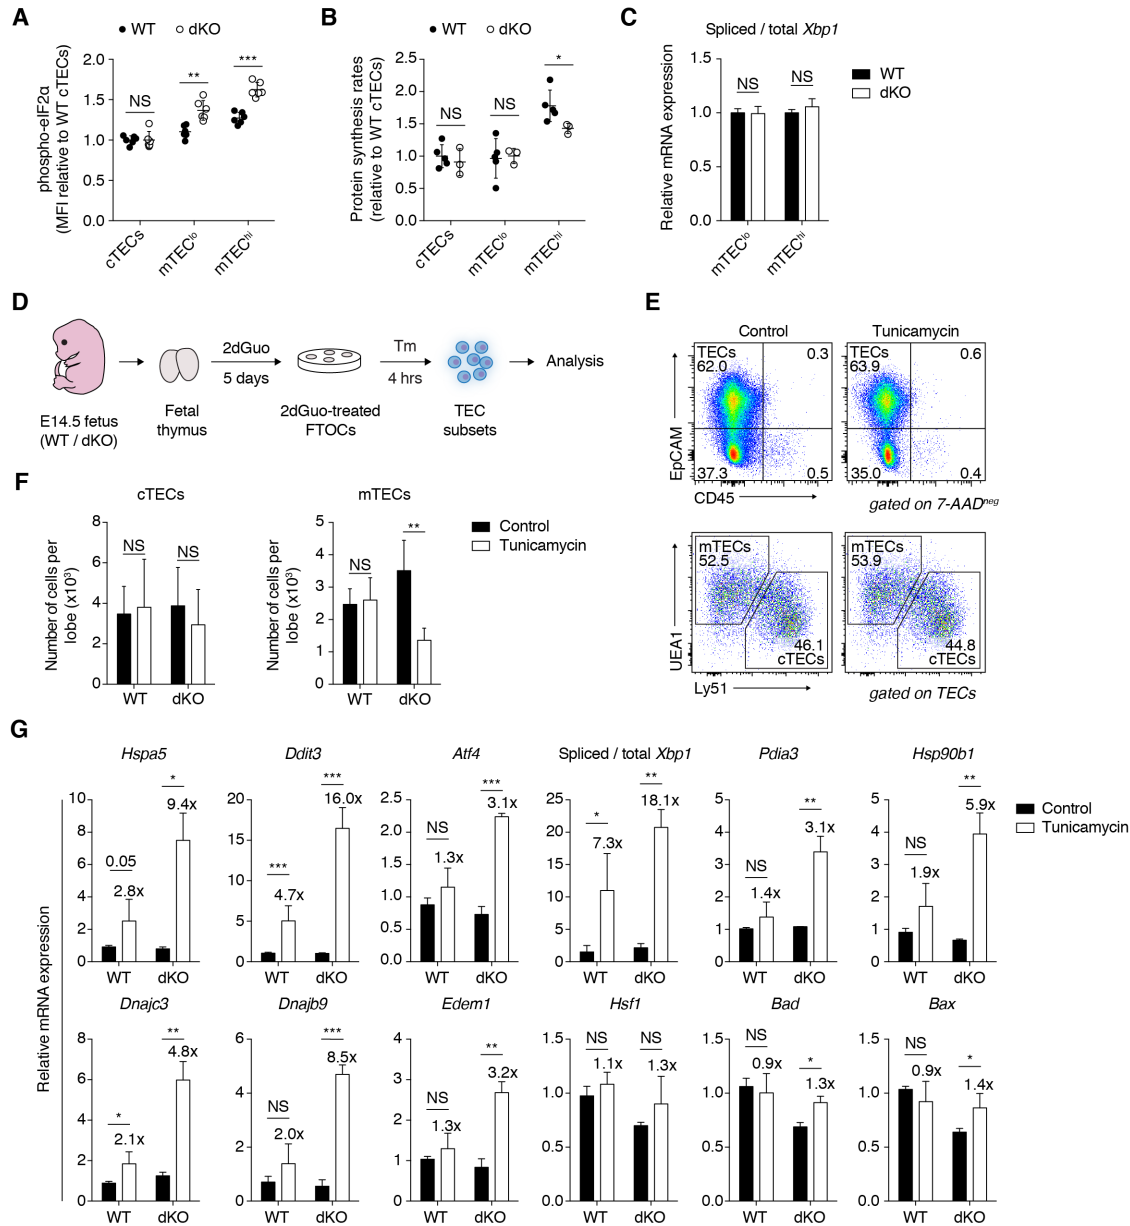 A
WT dKO
phospho-eIF2α
(MFI relative to WT cTECs)
2.0
1.5
1.0
0.5
0.0
NS
**
***
cTECs
mTEClo
mTEChi
B
WT dKO
Protein synthesis rates
(relative to WT cTECs)
2.5
2.0
1.5
1.0
0.5
0.0
NS
NS
*
cTECs
mTEClo
mTEChi
C
Spliced / total Xbp1
Relative mRNA expression
1.5
1.0
0.5
0.0
NS
NS
WT
dKO
mTEClo
mTEChi
D
E14.5 fetus
(WT / dKO)
Fetal
thymus
2dGuo
5 days
2dGuo-treated
FTOCs
Tm
4 hrs
TEC
subsets
Analysis
E
Control
Tunicamycin
TECs
62.0
0.3
37.3
0.5
TECs
63.9
0.6
35.0
0.4
EpCAM
CD45
gated on 7-AADneg
mTECs
52.5
46.1
cTECs
mTECs
53.9
44.8
cTECs
UEA1
Ly51
gated on TECs
F
cTECs
Number of cells per
lobe (x10³)
8
6
4
2
0
NS
NS
WT
dKO
mTECs
Number of cells per
lobe (x10³)
5
4
3
2
1
0
NS
**
WT
dKO
Control
Tunicamycin
G
Relative mRNA expression
Hspa5
10
8
6
4
2
0
0.05
2.8x
*
9.4x
WT
dKO
Ddit3
20
15
10
5
0
***
4.7x
***
16.0x
WT
dKO
Atf4
2.5
2.0
1.5
1.0
0.5
0.0
NS
1.3x
***
3.1x
WT
dKO
Spliced / total Xbp1
25
20
15
10
5
0
*
7.3x
**
18.1x
WT
dKO
Pdia3
5
4
3
2
1
0
NS
1.4x
**
3.1x
WT
dKO
Hsp90b1
5
4
3
2
1
0
NS
1.9x
**
5.9x
WT
dKO
Control
Tunicamycin
Dnajc3
8
6
4
2
0
*
2.1x
**
4.8x
WT
dKO
Dnajb9
6
4
2
0
NS
2.0x
***
8.5x
WT
dKO
Edem1
4
3
2
1
0
NS
1.3x
**
3.2x
WT
dKO
Hsf1
1.5
1.0
0.5
0.0
NS
1.1x
NS
1.3x
WT
dKO
Bad
1.5
1.0
0.5
0.0
NS
0.9x
*
1.3x
WT
dKO
Bax
1.5
1.0
0.5
0.0
NS
0.9x
*
1.4x
WT
dKO